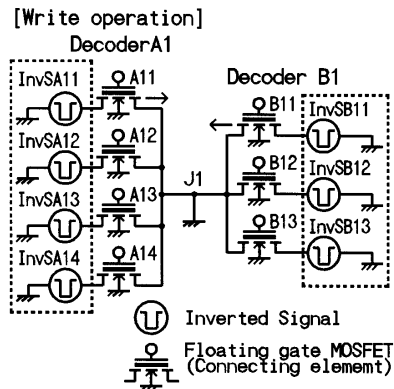 [Write operation]
DecoderA1
Decoder B1
InvSA11
A11
InvSA12
A12
InvSA13
A13
InvSA14
A14
J1
B11
InvSB11
B12
InvSB12
B13
InvSB13
Inverted Signal
Floating gate MOSFET
(Connecting elememt)